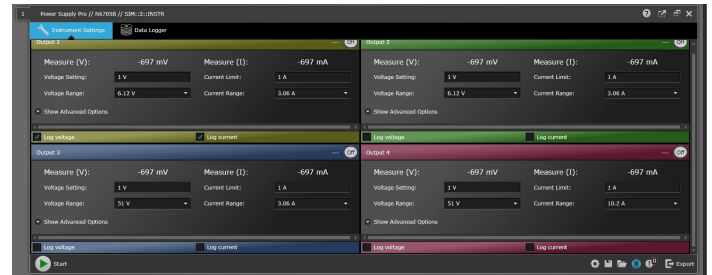 1 Power Supply Pro // N6705B // SIM::2::INSTR
Instrument Settings Data Logger
Output 1 --- Off Output 2 --- Off
Measure (V): -697 mV Measure (I): -697 mA Measure (V): -697 mV Measure (I): -697 mA
Voltage Setting: 1 V Current Limit: 1 A Voltage Setting: 1 V Current Limit: 1 A
Voltage Range: 6.12 V Current Range: 3.06 A Voltage Range: 6.12 V Current Range: 3.06 A
Show Advanced Options Show Advanced Options
Log voltage Log current Log voltage Log current
Output 3 --- Off Output 4 --- Off
Measure (V): -697 mV Measure (I): -697 mA Measure (V): -697 mV Measure (I): -697 mA
Voltage Setting: 1 V Current Limit: 1 A Voltage Setting: 1 V Current Limit: 1 A
Voltage Range: 51 V Current Range: 3.06 A Voltage Range: 51 V Current Range: 10.2 A
Show Advanced Options Show Advanced Options
Log voltage Log current Log voltage Log current
Start 0 Export